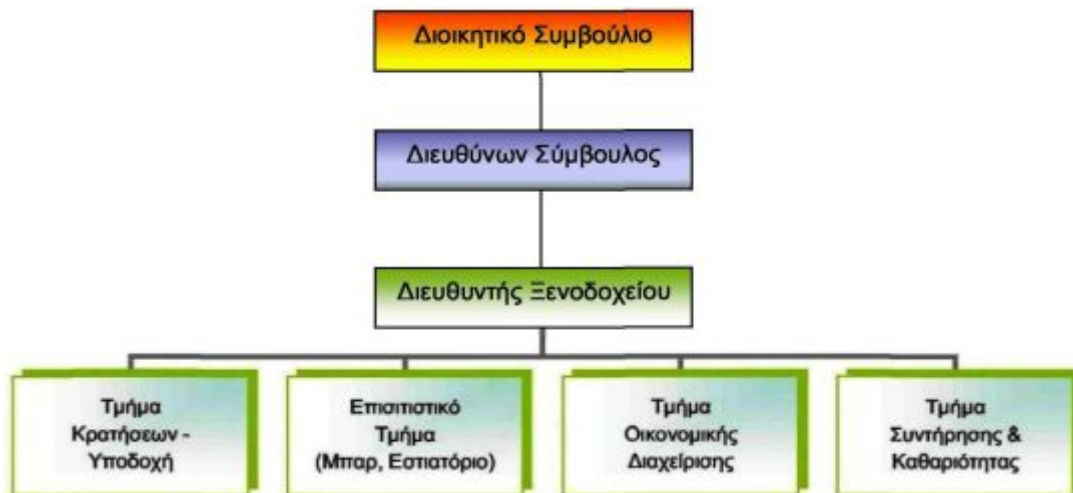 Διοικητικό Συμβούλιο
Διευθύνων Σύμβουλος
Διευθυντής Ξενοδοχείου
Τμήμα
Κρατήσεων -
Υποδοχή
Επισιτιστικό
Τμήμα
(Μπαρ, Εστιατόριο)
Τμήμα
Οικονομικής
Διαχείρισης
Τμήμα
Συντήρησης &
Καθαριότητας